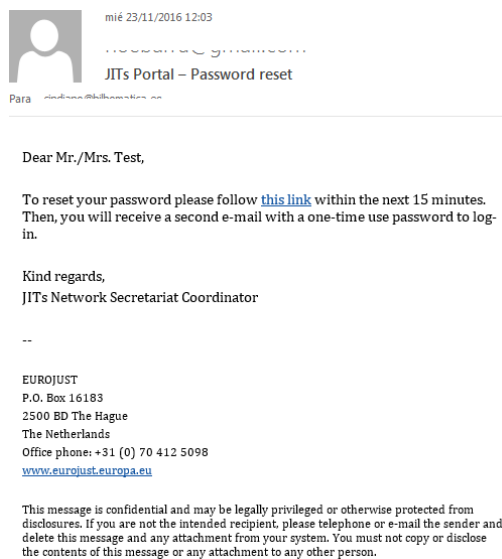 mié 23/11/2016 12:03
JITs Portal – Password reset
Para
Dear Mr./Mrs. Test,
To reset your password please follow this link within the next 15 minutes.
Then, you will receive a second e-mail with a one-time use password to log-
in.
Kind regards,
JITs Network Secretariat Coordinator
--
EUROJUST
P.O. Box 16183
2500 BD The Hague
The Netherlands
Office phone: +31 (0) 70 412 5098
www.eurojust.europa.eu
This message is confidential and may be legally privileged or otherwise protected from
disclosures. If you are not the intended recipient, please telephone or e-mail the sender and
delete this message and any attachment from your system. You must not copy or disclose
the contents of this message or any attachment to any other person.